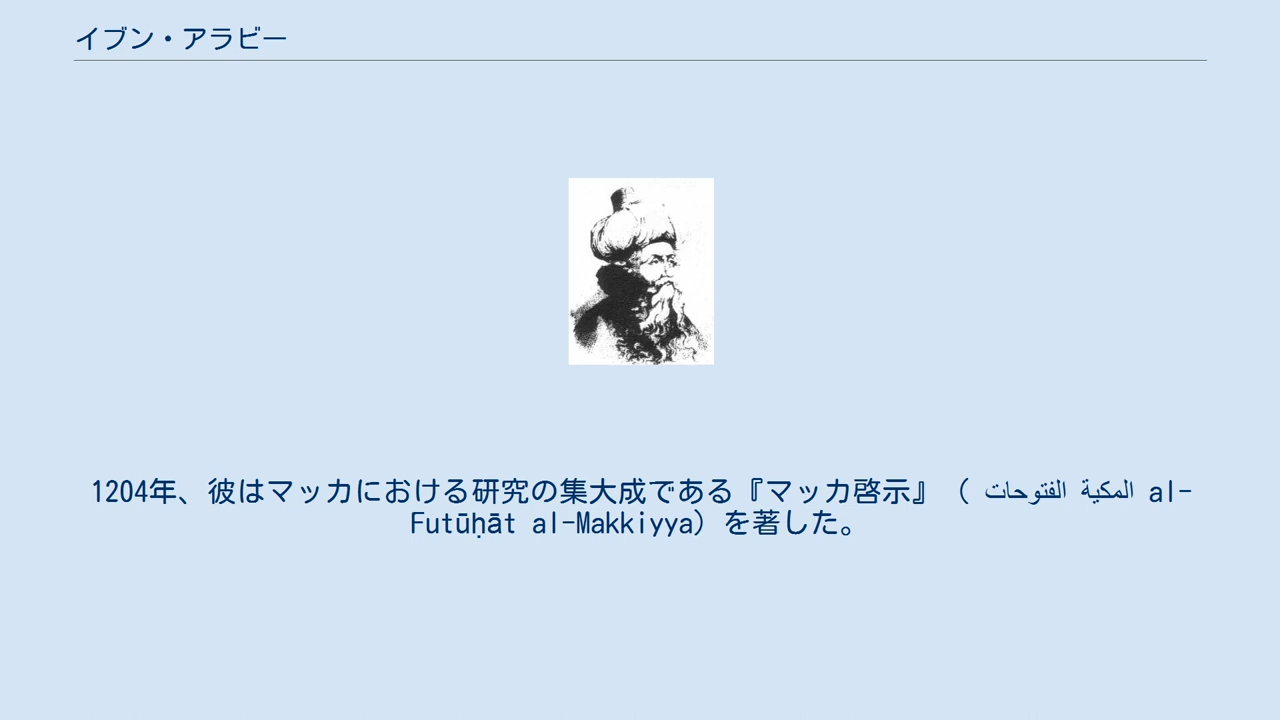 イブン・アラビー
1204年、彼はマッカにおける研究の集大成である『マッカ啓示』（ المكية الفتوحات al-
Futūḥāt al-Makkiyya）を著した。